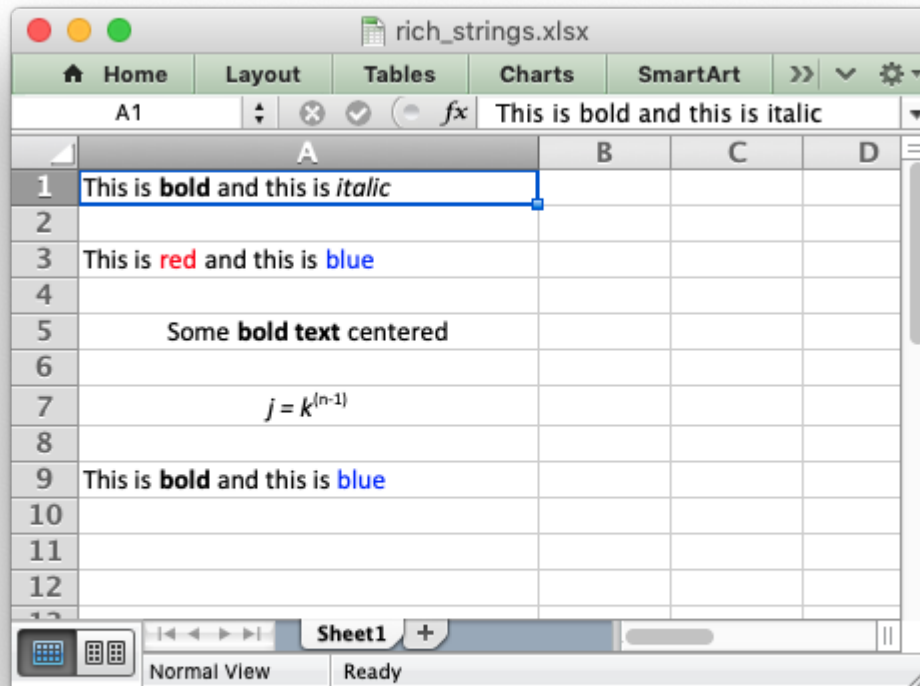 rich_strings.xlsx
Home Layout Tables Charts SmartArt
A1 fx This is bold and this is italic
A B C D
1 This is bold and this is italic
2
3 This is red and this is blue
4
5 Some bold text centered
6
7 j = k(n-1)
8
9 This is bold and this is blue
10
11
12
Sheet1 +
Normal View Ready